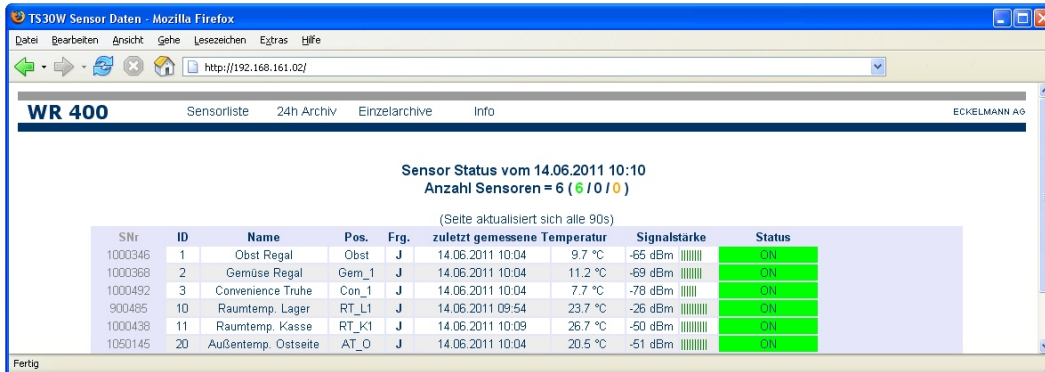 TS30W Sensor Daten - Mozilla Firefox
Datei Bearbeiten Ansicht Gehe Lesezeichen Extras Hilfe
http://192.168.161.02/
WR 400 Sensorliste 24h Archiv Einzelarchive Info ECKELMANN AG
Sensor Status vom 14.06.2011 10:10
Anzahl Sensoren = 6 ( 6 / 0 / 0 )
(Seite aktualisiert sich alle 90s)
SNr ID Name Pos. Frg. zuletzt gemessene Temperatur Signalstärke Status
1000346 1 Obst Regal Obst J 14.06.2011 10:04 9.7 °C -65 dBm ON
1000368 2 Gemüse Regal Gem_1 J 14.06.2011 10:04 11.2 °C -69 dBm ON
1000492 3 Convenience Truhe Con_1 J 14.06.2011 10:04 7.7 °C -78 dBm ON
900485 10 Raumtemp. Lager RT_L1 J 14.06.2011 09:54 23.7 °C -26 dBm ON
1000438 11 Raumtemp. Kasse RT_K1 J 14.06.2011 10:09 26.7 °C -50 dBm ON
1050145 20 Außentemp. Ostseite AT_O J 14.06.2011 10:04 20.5 °C -51 dBm ON
Fertig